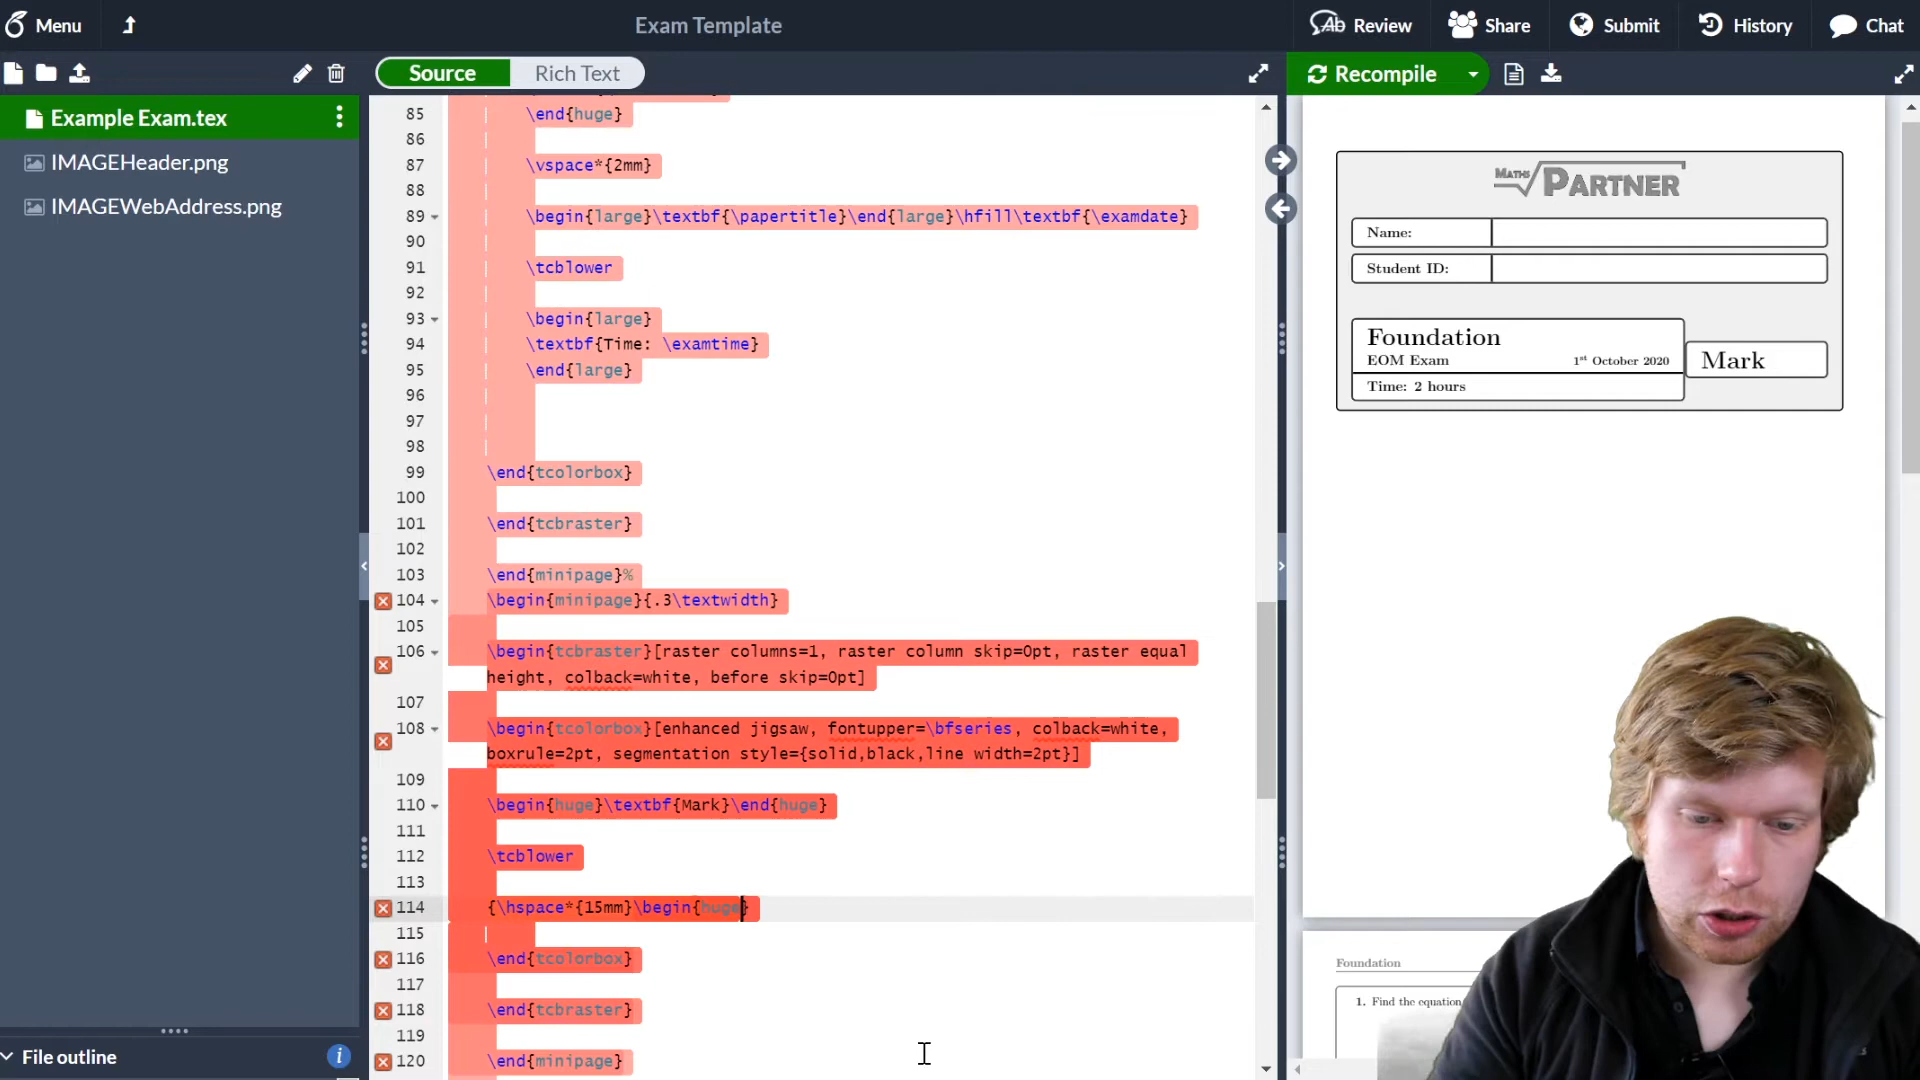 Menu
Exam Template
Review
Share
Submit
History
Chat
Source
Rich Text
Recompile
Example Exam.tex
IMAGEHeader.png
IMAGEWebAddress.png
85 \end{huge}
86
87 \vspace*{2mm}
88
89 \begin{large}\textbf{\papertitle}\end{large}\hfill\textbf{\examdate}
90
91 \tcblower
92
93 \begin{large}
94 \textbf{Time: \examtime}
95 \end{large}
96
97
98
99 \end{tcolorbox}
100
101 \end{tcbraster}
102
103 \end{minipage}%
104 \begin{minipage}{.3\textwidth}
105
106 \begin{tcbraster}[raster columns=1, raster column skip=0pt, raster equal
height, colback=white, before skip=0pt]
107
108 \begin{tcolorbox}[enhanced jigsaw, fontupper=\bfseries, colback=white,
boxrule=2pt, segmentation style={solid,black,line width=2pt}]
109
110 \begin{huge}\textbf{Mark}\end{huge}
111
112 \tcblower
113
114 {\hspace*{15mm}\begin{huge}
115
116 \end{tcolorbox}
117
118 \end{tcbraster}
119
120 \end{minipage}
File outline
MATHS PARTNER
Name:
Student ID:
Foundation
EOM Exam 1st October 2020
Time: 2 hours
Mark
Foundation
1. Find the equation